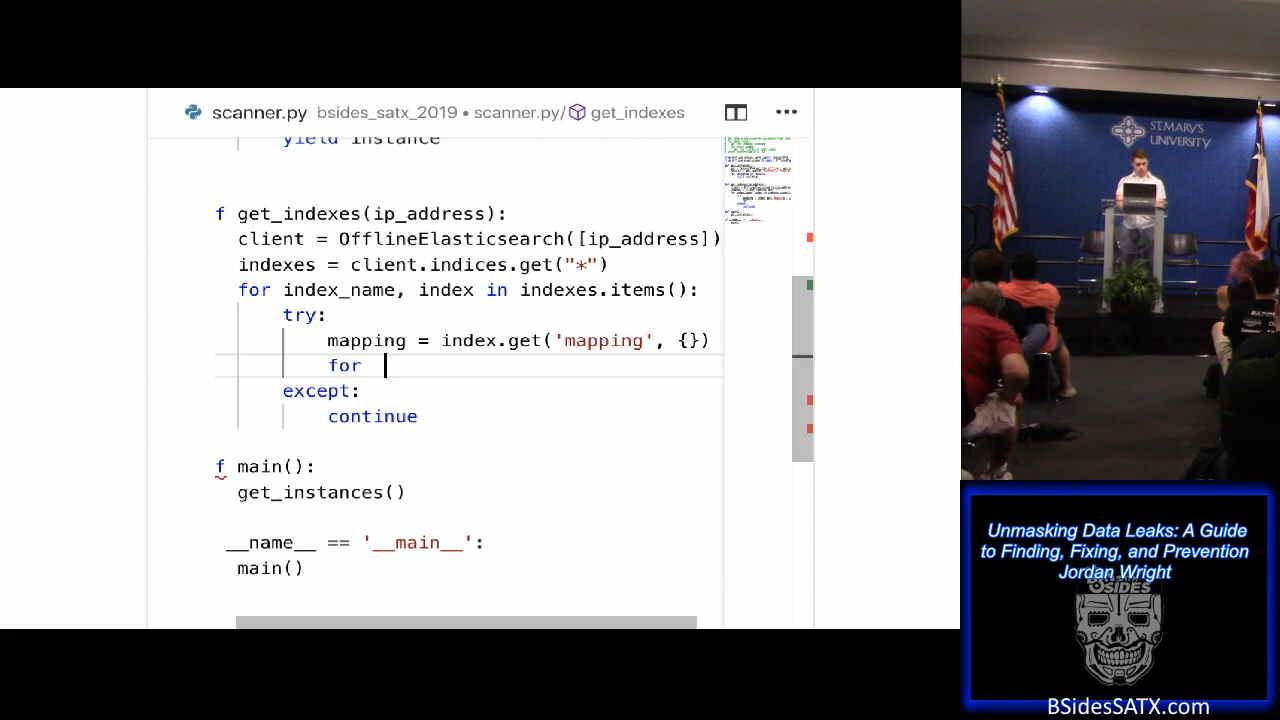 scanner.py bsides_satx_2019 • scanner.py/ get_indexes •••
yield instance
f get_indexes(ip_address):
client = OfflineElasticsearch([ip_address])
indexes = client.indices.get("*")
for index_name, index in indexes.items():
try:
mapping = index.get('mapping', {})
for
except:
continue
f main():
get_instances()
__name__ == '__main__':
main()
ST. MARY'S
UNIVERSITY
Unmasking Data Leaks: A Guide
to Finding, Fixing, and Prevention
Jordan Wright
BSIDES
BSidesSATX.com